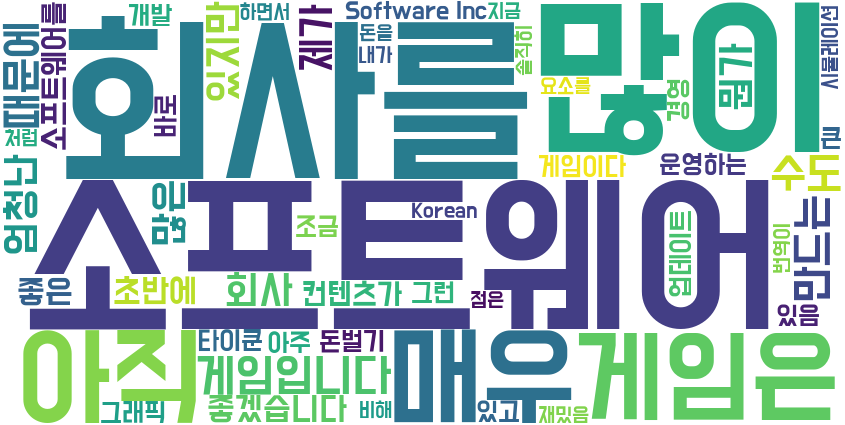 개발 하면서 Software Inc 지금
때문에 소프트웨어를 있지만 제가 회사를 돈을 내가 솔직히 많이 뭔가 요소를 경영 시뮬레이션
처럼 바로 큰
엄청난 많은 게임이다 운영하는 수도
소프트웨어 조금 Korean 업데이트 번역이 만드는
좋은 초반에 회사 컨텐츠가 그런 점은 있음
아직 타이쿤 아주 돈벌기 매우 게임은
게임입니다
그래픽 좋겠습니다 비해 있고 재밌음